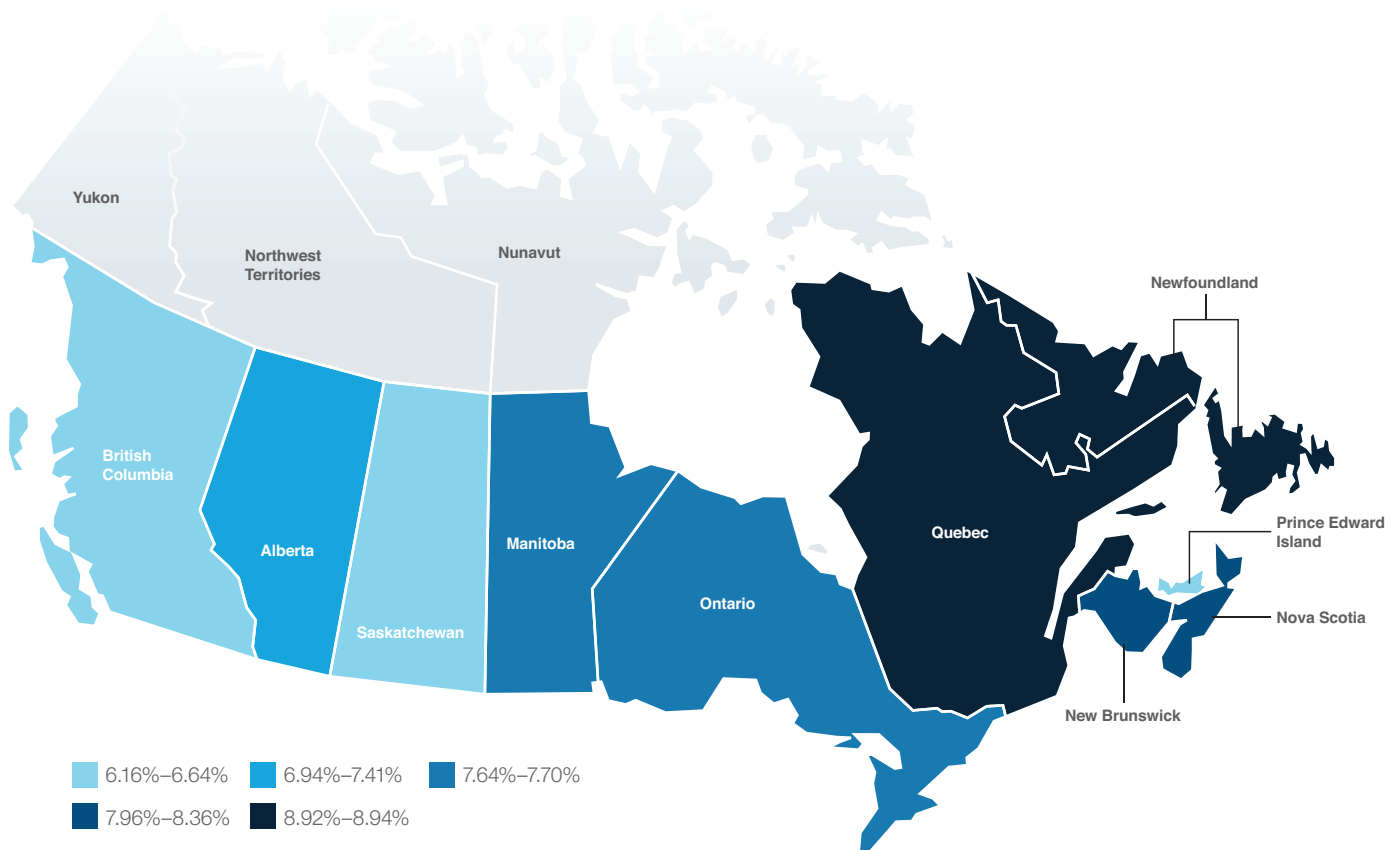 Yukon
Northwest
Territories
Nunavut
Newfoundland
British
Columbia
Alberta
Saskatchewan
Manitoba
Ontario
Quebec
Prince Edward
Island
Nova Scotia
New Brunswick
6.16%–6.64%
6.94%–7.41%
7.64%–7.70%
7.96%–8.36%
8.92%–8.94%